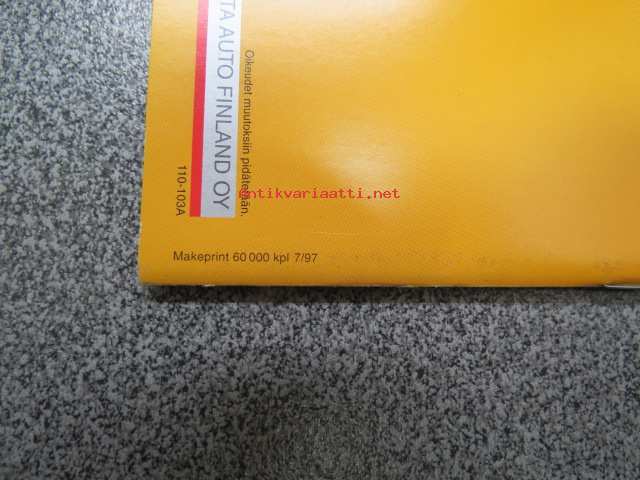 TA AUTO FINLAND OY
Oikeudet muutoksiin pidätetään.
110-103A
antikvariaatti.net
Makeprint 60 000 kpl 7/97